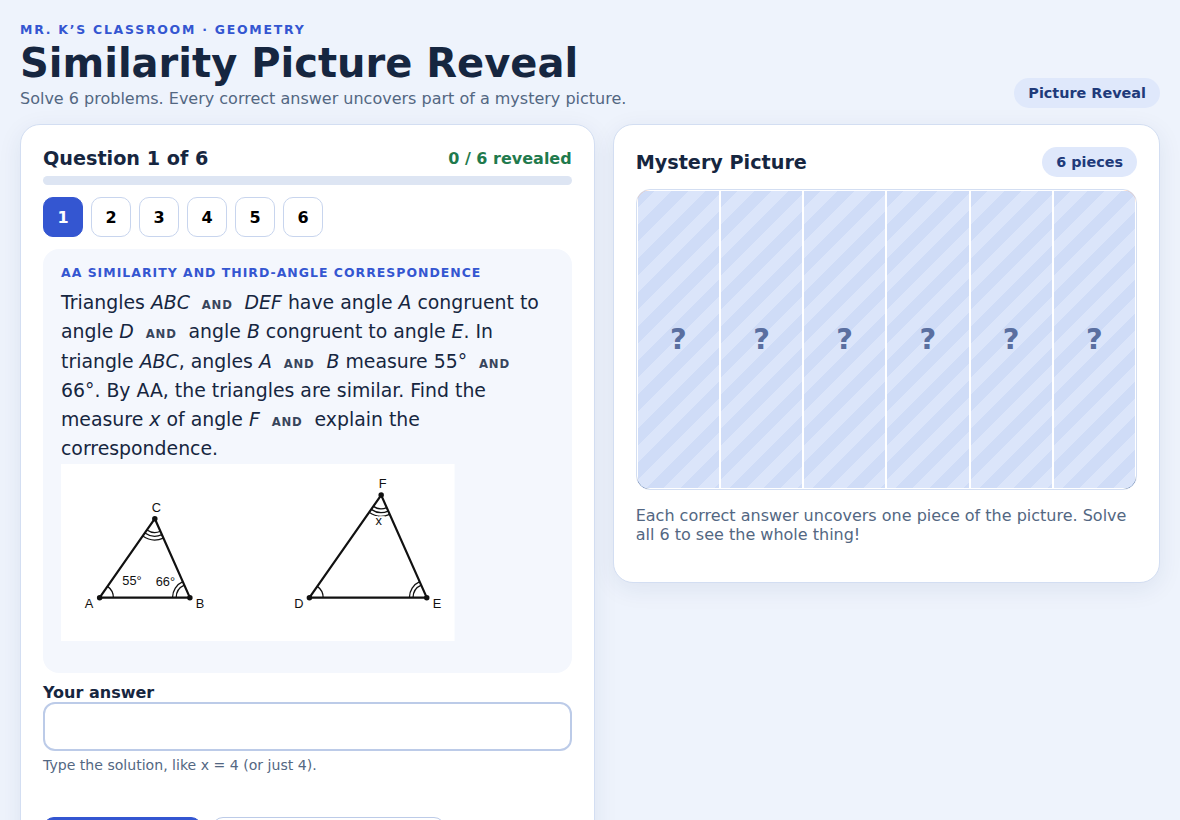 MR. K’S CLASSROOM · GEOMETRY
Similarity Picture Reveal
Solve 6 problems. Every correct answer uncovers part of a mystery picture.
Picture Reveal
Question 1 of 6
0 / 6 revealed
1 2 3 4 5 6
AA SIMILARITY AND THIRD-ANGLE CORRESPONDENCE
Triangles ABC AND DEF have angle A congruent to
angle D AND angle B congruent to angle E. In
triangle ABC, angles A AND B measure 55° AND
66°. By AA, the triangles are similar. Find the
measure x of angle F AND explain the
correspondence.
F
x
C
55° 66°
A B D E
Your answer
Type the solution, like x = 4 (or just 4).
Mystery Picture
6 pieces
? ? ? ? ? ?
Each correct answer uncovers one piece of the picture. Solve
all 6 to see the whole thing!